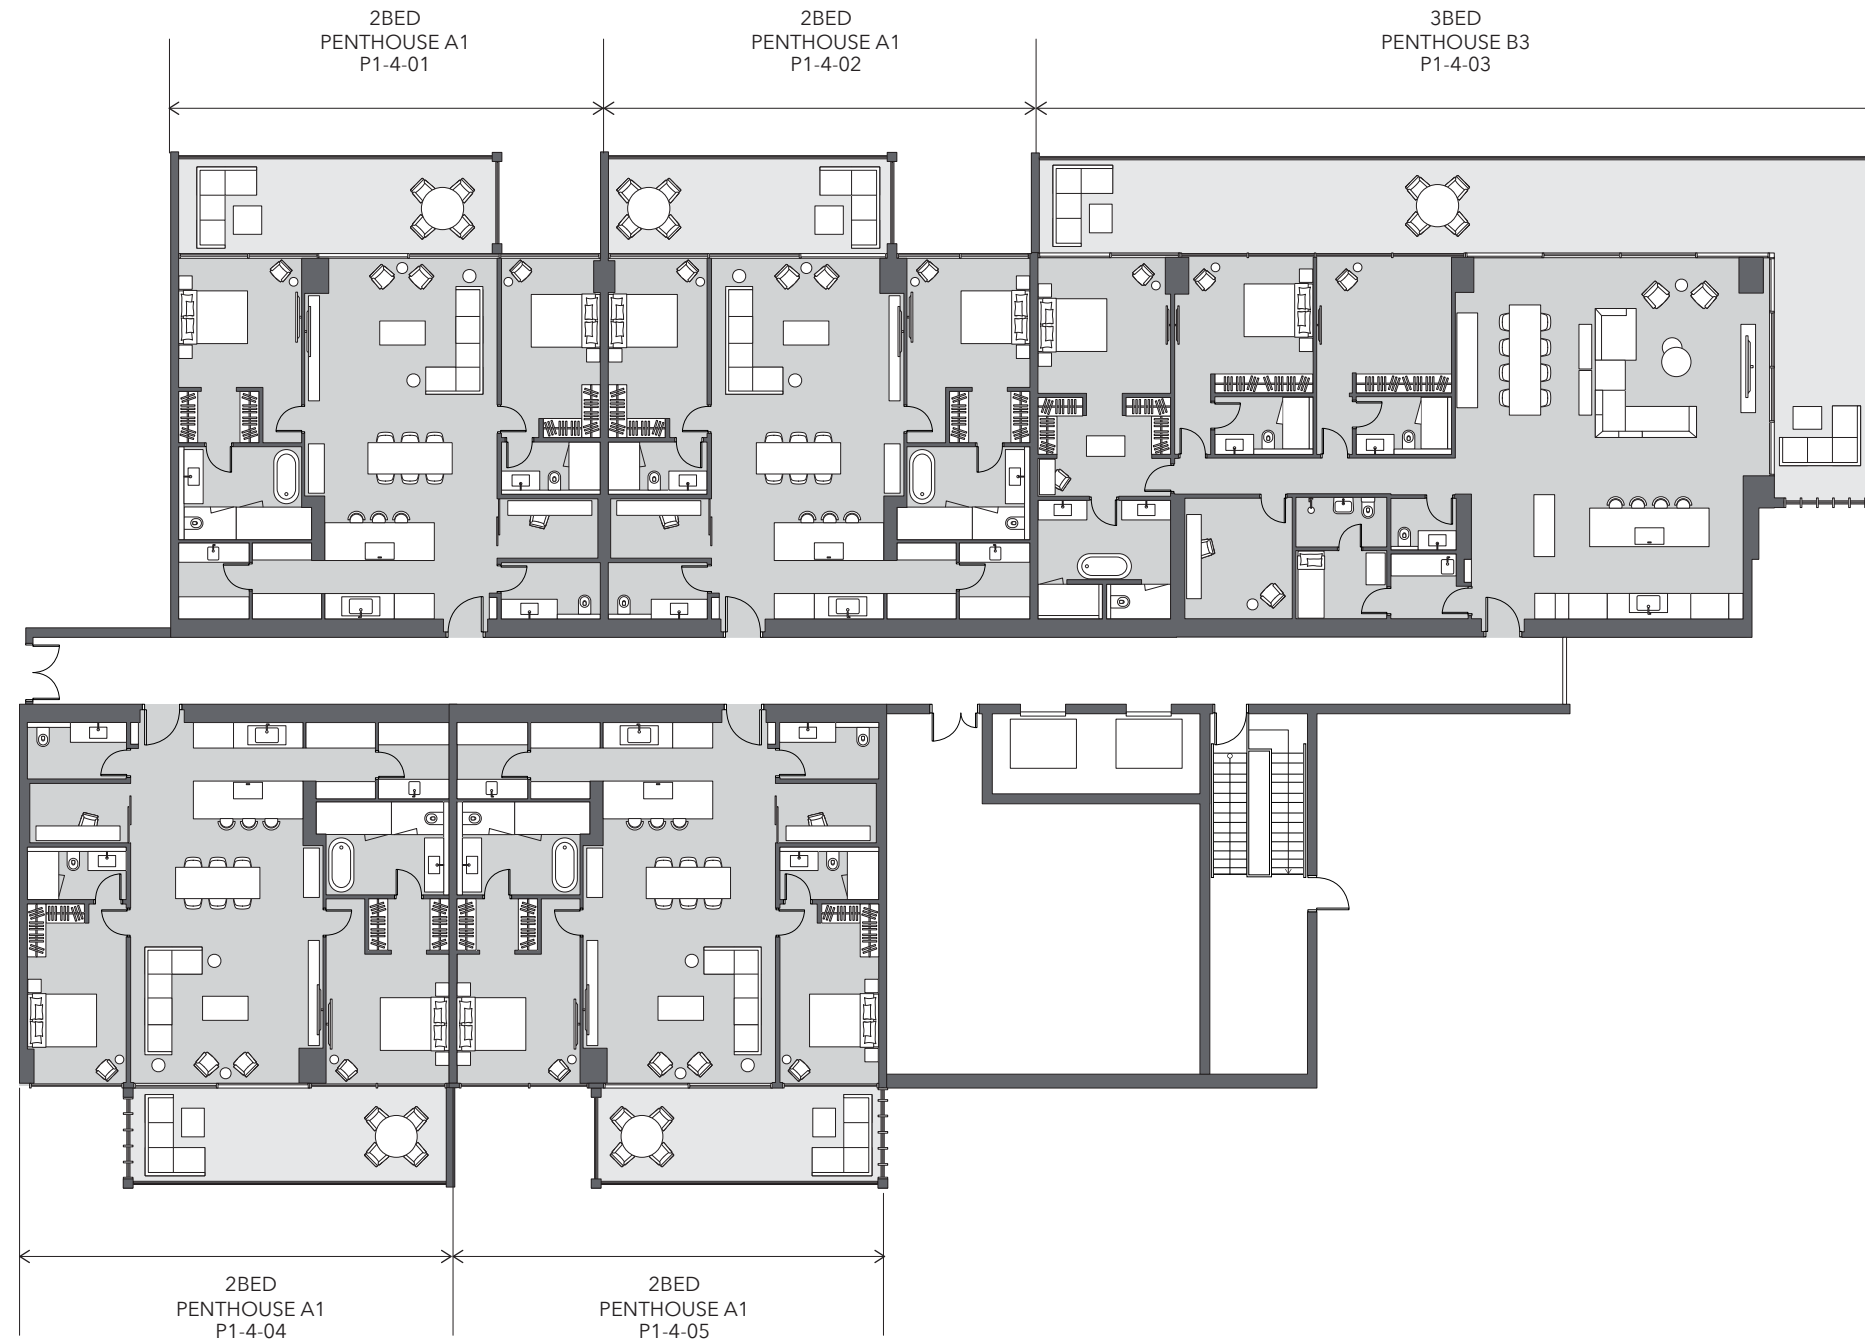 2BED
PENTHOUSE A1
P1-4-01
2BED
PENTHOUSE A1
P1-4-02
3BED
PENTHOUSE B3
P1-4-03
2BED
PENTHOUSE A1
P1-4-04
2BED
PENTHOUSE A1
P1-4-05